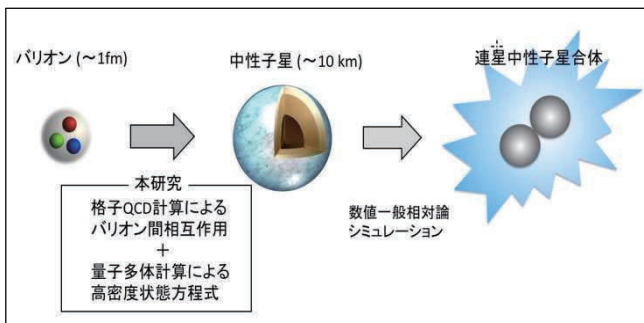 バリオン (～1fm)
中性子星 (～10 km)
連星中性子星合体
本研究
格子QCD計算による
バリオン間相互作用
＋
量子多体計算による
高密度状態方程式
数値一般相対論
シミュレーション